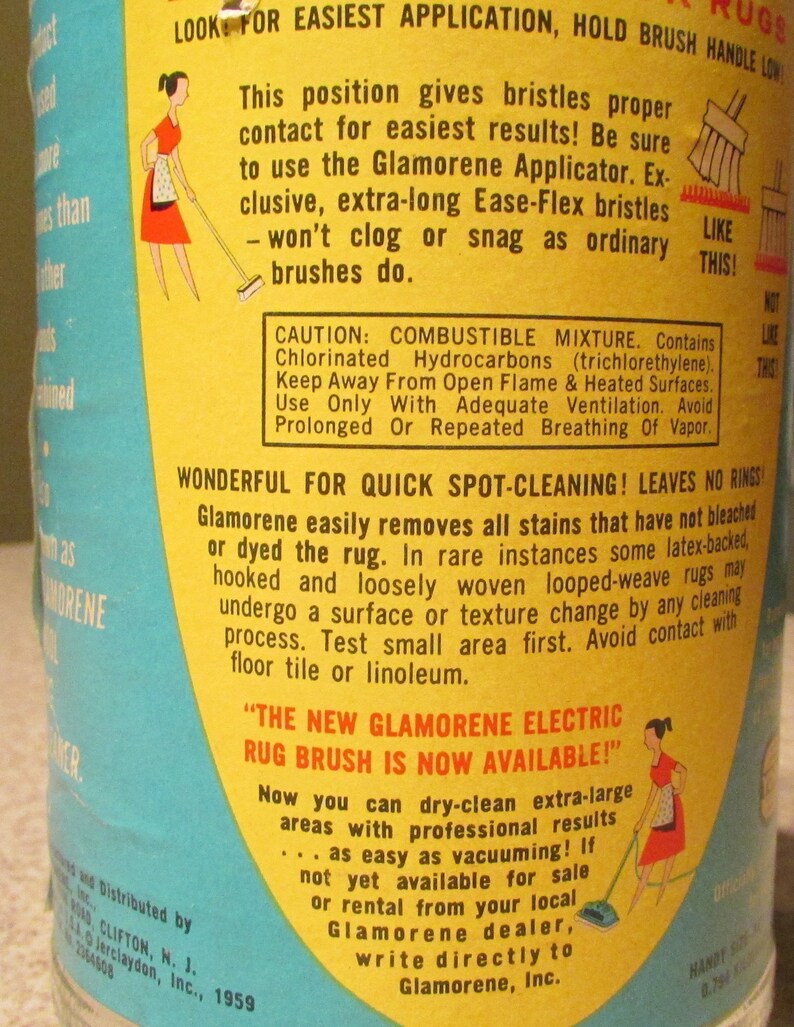 RUGS
LOOK! FOR EASIEST APPLICATION, HOLD BRUSH HANDLE LOW!
This position gives bristles proper
contact for easiest results! Be sure
to use the Glamorene Applicator. Ex-
clusive, extra-long Ease-Flex bristles
– won't clog or snag as ordinary
brushes do.
LIKE
THIS!
NOT
LIKE
THIS!
CAUTION: COMBUSTIBLE MIXTURE. Contains
Chlorinated Hydrocarbons (trichlorethylene).
Keep Away From Open Flame & Heated Surfaces.
Use Only With Adequate Ventilation. Avoid
Prolonged Or Repeated Breathing Of Vapor.
WONDERFUL FOR QUICK SPOT-CLEANING! LEAVES NO RINGS!
Glamorene easily removes all stains that have not bleached
or dyed the rug. In rare instances some latex-backed,
hooked and loosely woven looped-weave rugs may
undergo a surface or texture change by any cleaning
process. Test small area first. Avoid contact with
floor tile or linoleum.
"THE NEW GLAMORENE ELECTRIC
RUG BRUSH IS NOW AVAILABLE!"
Now you can dry-clean extra-large
areas with professional results
. . . as easy as vacuuming! If
not yet available for sale
or rental from your local
Glamorene dealer,
write directly to
Glamorene, Inc.
than
as
and Distributed by
Inc.,
ROAD, CLIFTON, N. J.
© Jerclaydon, Inc., 1959
2364608
HANDY